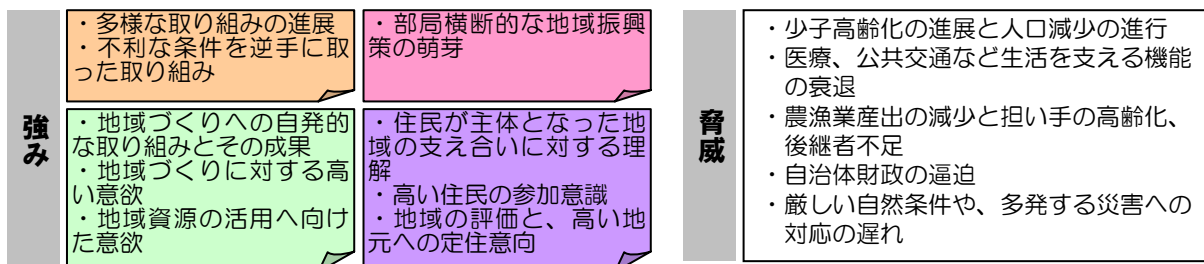 強み
・多様な取り組みの進展
・不利な条件を逆手に取
った取り組み
・部局横断的な地域振興
策の萌芽
・地域づくりへの自発的
な取り組みとその成果
・地域づくりに対する高
い意欲
・地域資源の活用へ向け
た意欲
・住民が主体となった地
域の支え合いに対する理
解
・高い住民の参加意識
・地域の評価と、高い地
元への定住意向
脅威
・少子高齢化の進展と人口減少の進行
・医療、公共交通など生活を支える機能
の衰退
・農漁業産出の減少と担い手の高齢化、
後継者不足
・自治体財政の逼迫
・厳しい自然条件や、多発する災害への
対応の遅れ